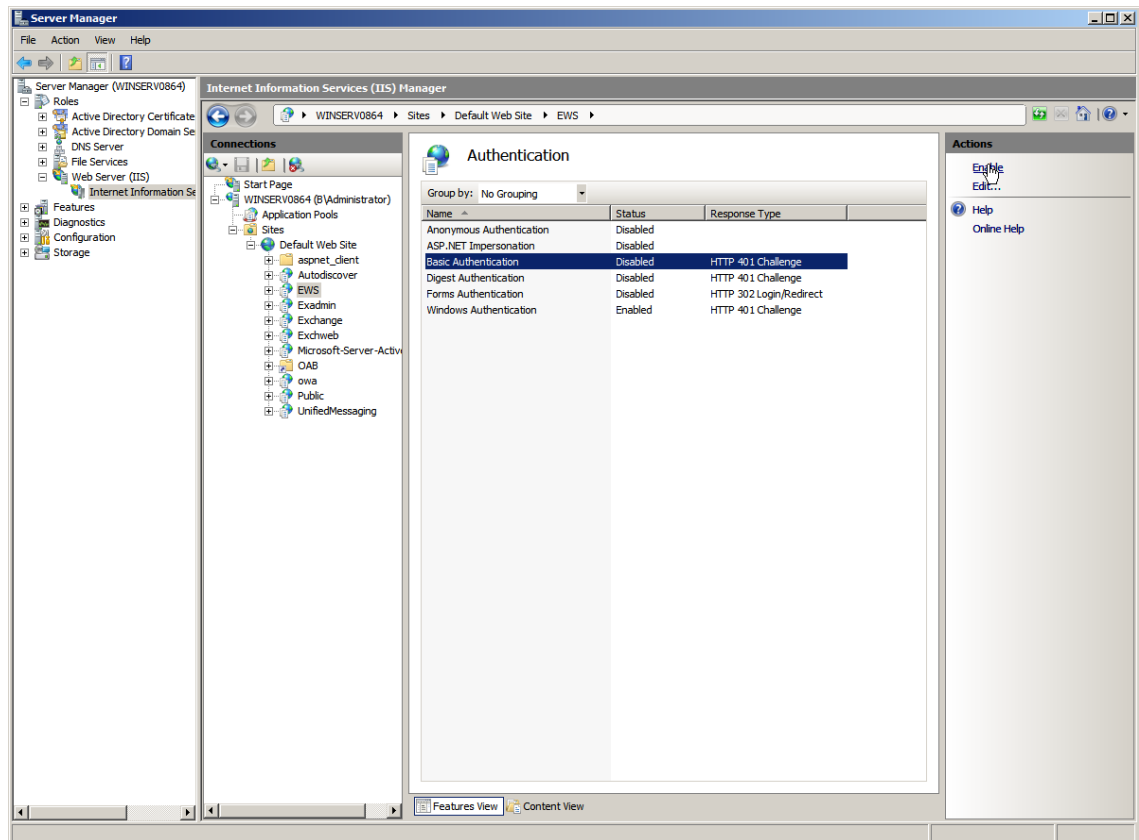 Server Manager
File Action View Help
Server Manager (WINSERV0864)
Roles
Active Directory Certificate
Active Directory Domain Se
DNS Server
File Services
Web Server (IIS)
Internet Information Se
Features
Diagnostics
Configuration
Storage
Internet Information Services (IIS) Manager
WINSERV0864 Sites Default Web Site EWS
Connections
Start Page
WINSERV0864 (B\Administrator)
Application Pools
Sites
Default Web Site
aspnet_client
Autodiscover
EWS
Exadmin
Exchange
Exchweb
Microsoft-Server-Active
OAB
owa
Public
UnifiedMessaging
Authentication
Group by: No Grouping
Name Status Response Type
Anonymous Authentication Disabled
ASP.NET Impersonation Disabled
Basic Authentication Disabled HTTP 401 Challenge
Digest Authentication Disabled HTTP 401 Challenge
Forms Authentication Disabled HTTP 302 Login/Redirect
Windows Authentication Enabled HTTP 401 Challenge
Features View Content View
Actions
Enable
Edit...
Help
Online Help